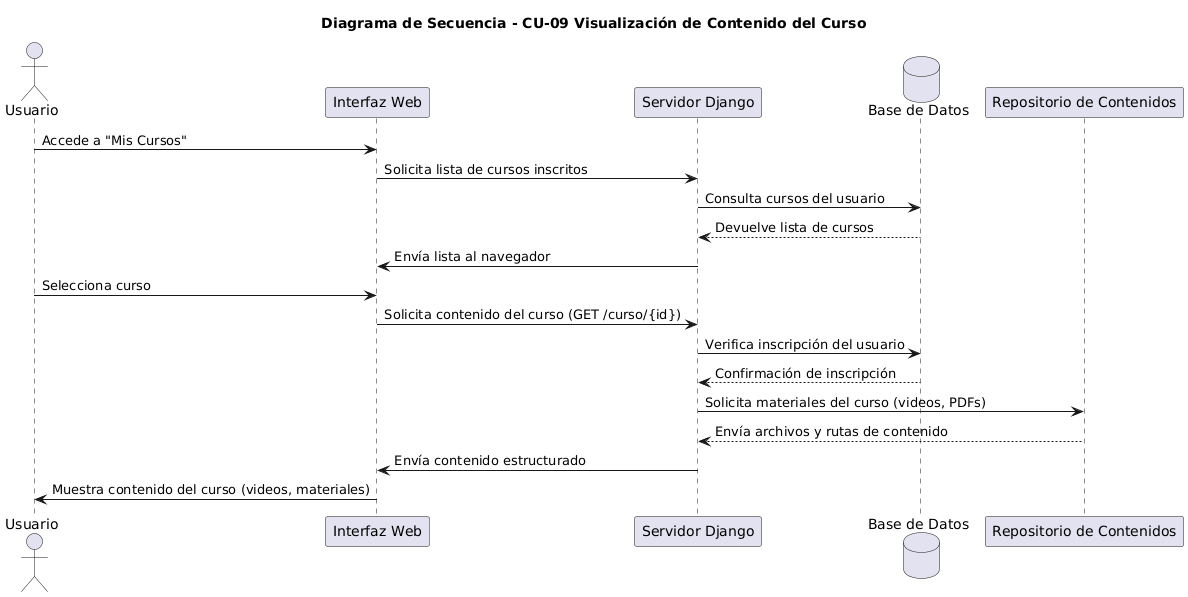 Diagrama de Secuencia - CU-09 Visualización de Contenido del Curso
Usuario
Interfaz Web
Servidor Django
Base de Datos
Repositorio de Contenidos
Accede a "Mis Cursos"
Solicita lista de cursos inscritos
Consulta cursos del usuario
Devuelve lista de cursos
Envía lista al navegador
Selecciona curso
Solicita contenido del curso (GET /curso/{id})
Verifica inscripción del usuario
Confirmación de inscripción
Solicita materiales del curso (videos, PDFs)
Envía archivos y rutas de contenido
Envía contenido estructurado
Muestra contenido del curso (videos, materiales)
Usuario
Interfaz Web
Servidor Django
Base de Datos
Repositorio de Contenidos